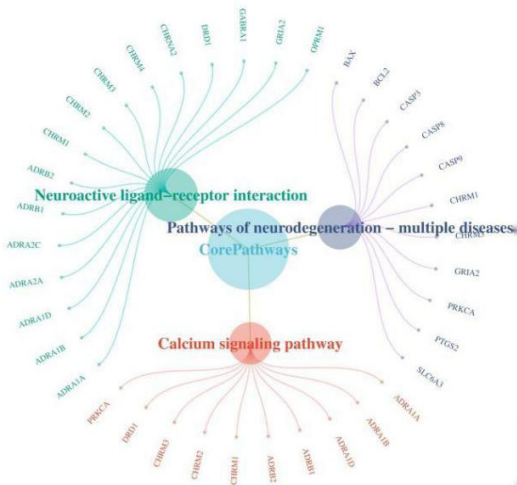 OPRM1
GRIA2
GABRA1
DRD1
CHRNA2
CHRM4
CHRM3
CHRM2
CHRM1
ADRB2
ADRB1
ADRA2C
ADRA2A
ADRA1D
ADRA1B
ADRA1A
Neuroactive ligand−receptor interaction
BAX
BCL2
CASP3
CASP8
CASP9
CHRM1
CHRM3
GRIA2
PRKCA
PTGS2
SLC6A3
Pathways of neurodegeneration − multiple diseases
CorePathways
Calcium signaling pathway
PRKCA
DRD1
CHRM3
CHRM2
CHRM1
ADRB2
ADRB1
ADRA1D
ADRA1B
ADRA1A